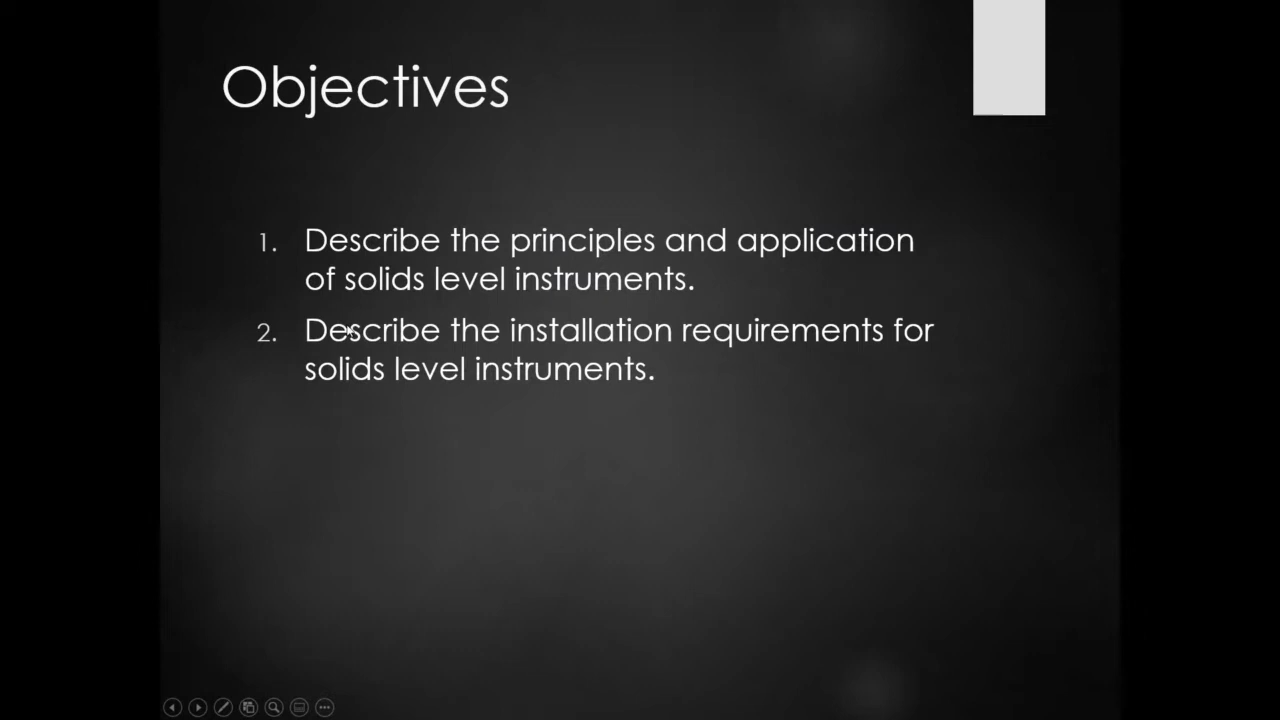 Objectives
1. Describe the principles and application
of solids level instruments.
2. Describe the installation requirements for
solids level instruments.